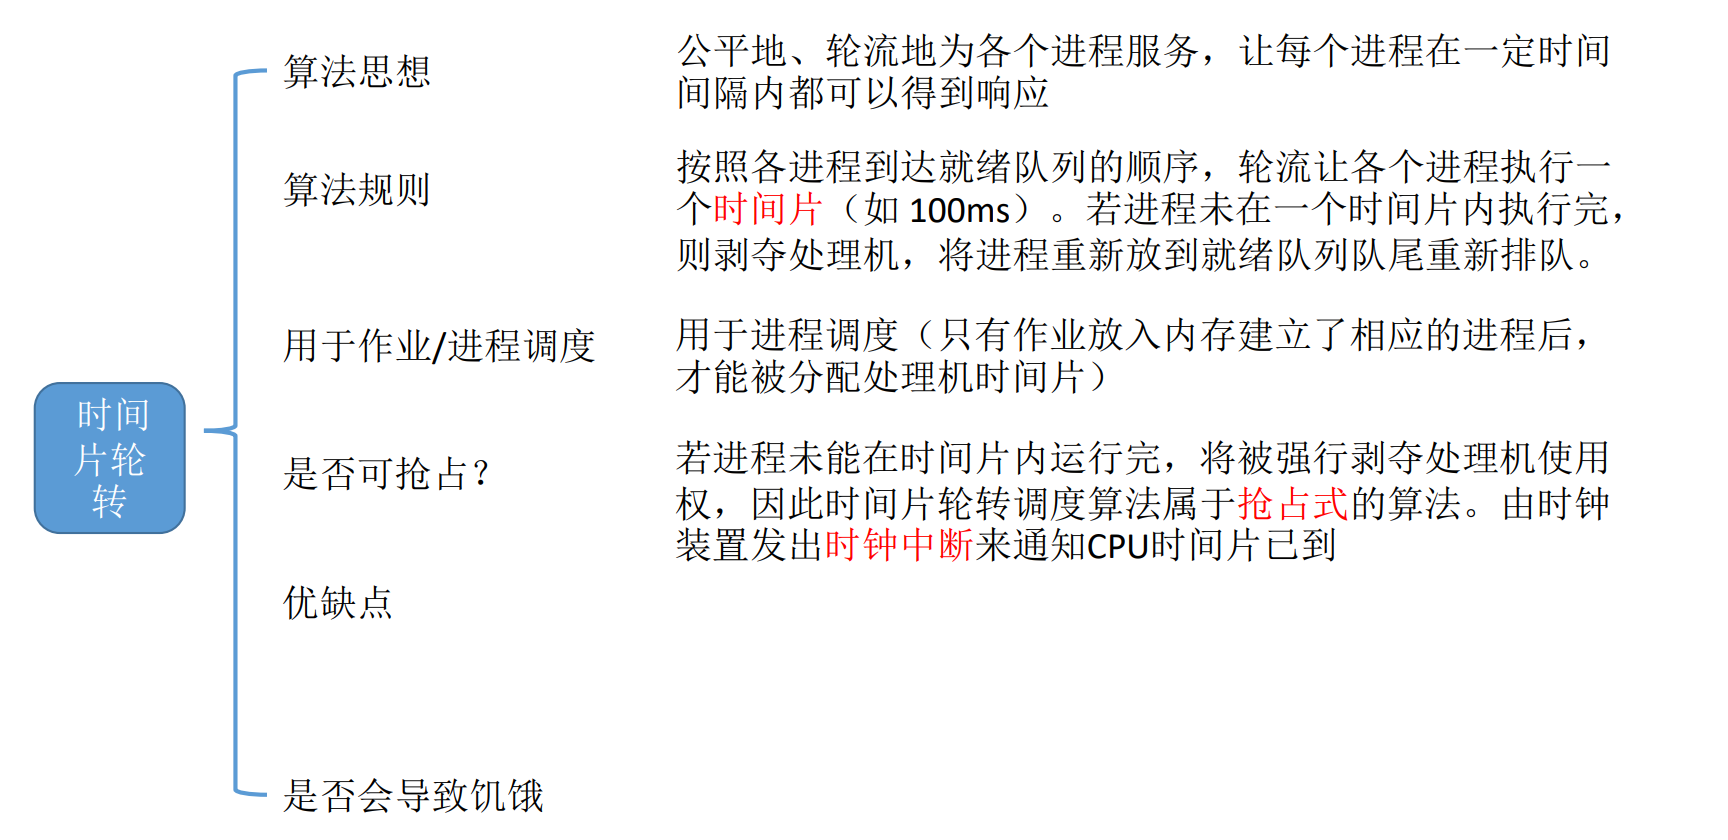 算法思想
公平地、轮流地为各个进程服务，让每个进程在一定时间
间隔内都可以得到响应
算法规则
按照各进程到达就绪队列的顺序，轮流让各个进程执行一
个时间片（如 100ms）。若进程未在一个时间片内执行完，
则剥夺处理机，将进程重新放到就绪队列队尾重新排队。
用于作业/进程调度
用于进程调度（只有作业放入内存建立了相应的进程后，
才能被分配处理机时间片）
时间
片轮
转
是否可抢占？
若进程未能在时间片内运行完，将被强行剥夺处理机使用
权，因此时间片轮转调度算法属于抢占式的算法。由时钟
装置发出时钟中断来通知CPU时间片已到
优缺点
是否会导致饥饿